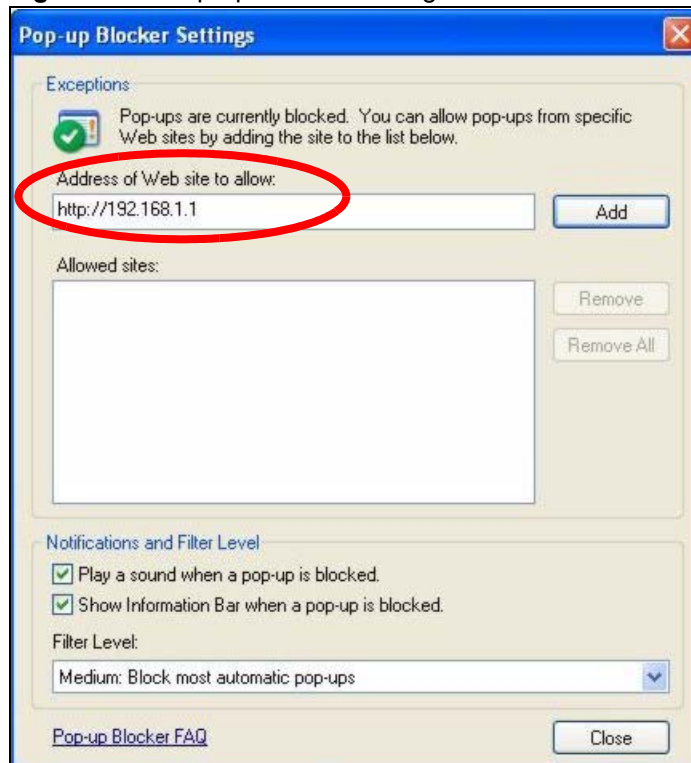 Pop-up Blocker Settings
Exceptions
Pop-ups are currently blocked. You can allow pop-ups from specific
Web sites by adding the site to the list below.
Address of Web site to allow:
http://192.168.1.1
Add
Allowed sites:
Remove
Remove All
Notifications and Filter Level
Play a sound when a pop-up is blocked.
Show Information Bar when a pop-up is blocked.
Filter Level:
Medium: Block most automatic pop-ups
Pop-up Blocker FAQ
Close